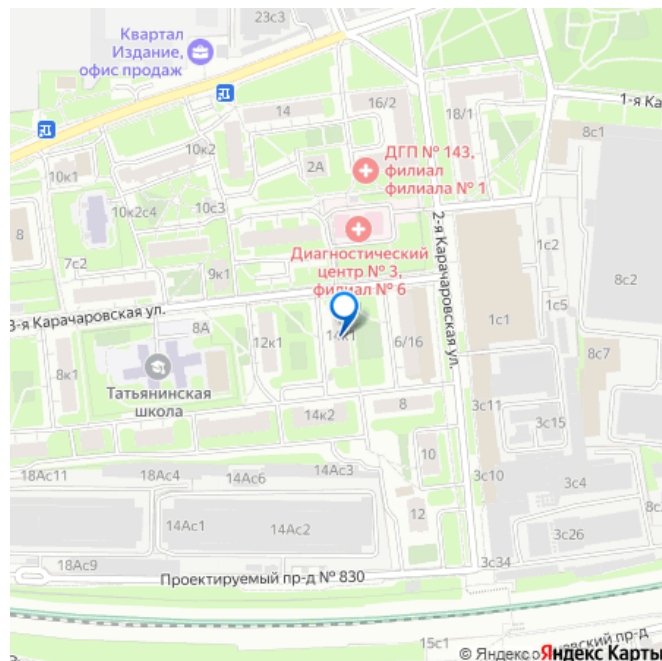 23с3
Квартал
Издание,
офис продаж
14
16/2
18/1
1-я Кара
8с1
10к2
2А
ДГП № 143,
филиал
филиала № 1
10к1
10к2с4
10с3
8
7с2
Диагностический
центр № 3,
филиал № 6
2-я Карачаровская ул.
1с2
8с2
9к1
3-я Карачаровская ул.
8А
12к1
14к1
6/16
1с1
1с5
8с7
8к1
Татьянинская
школа
14к2
8
3с11
3с15
10
18Ас11
18Ас4
14Ас6
14Ас3
3с10
3с4
14Ас1
14Ас2
12
3с26
18Ас9
3с34
Проектируемый пр-д № 830
15с1
овский пр-д
© Яндекс
Яндекс Карты